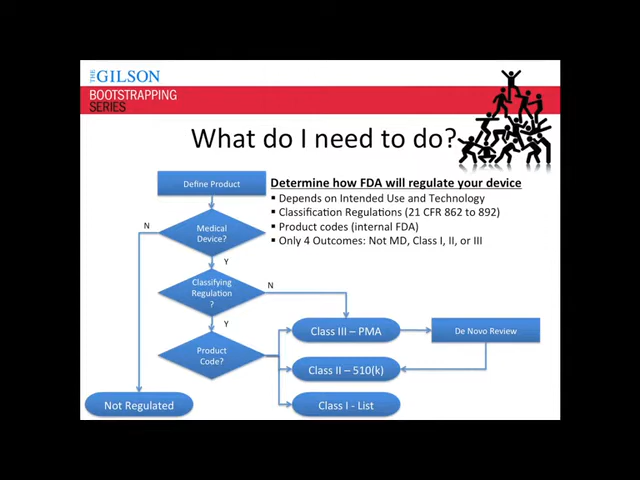 THE GILSON
BOOTSTRAPPING
SERIES
What do I need to do?
Define Product
Determine how FDA will regulate your device
▪ Depends on Intended Use and Technology
▪ Classification Regulations (21 CFR 862 to 892)
▪ Product codes (internal FDA)
▪ Only 4 Outcomes: Not MD, Class I, II, or III
N
Medical
Device?
Y
Classifying
Regulation
?
N
Y
Class III – PMA
De Novo Review
Product
Code?
Class II – 510(k)
Not Regulated
Class I - List